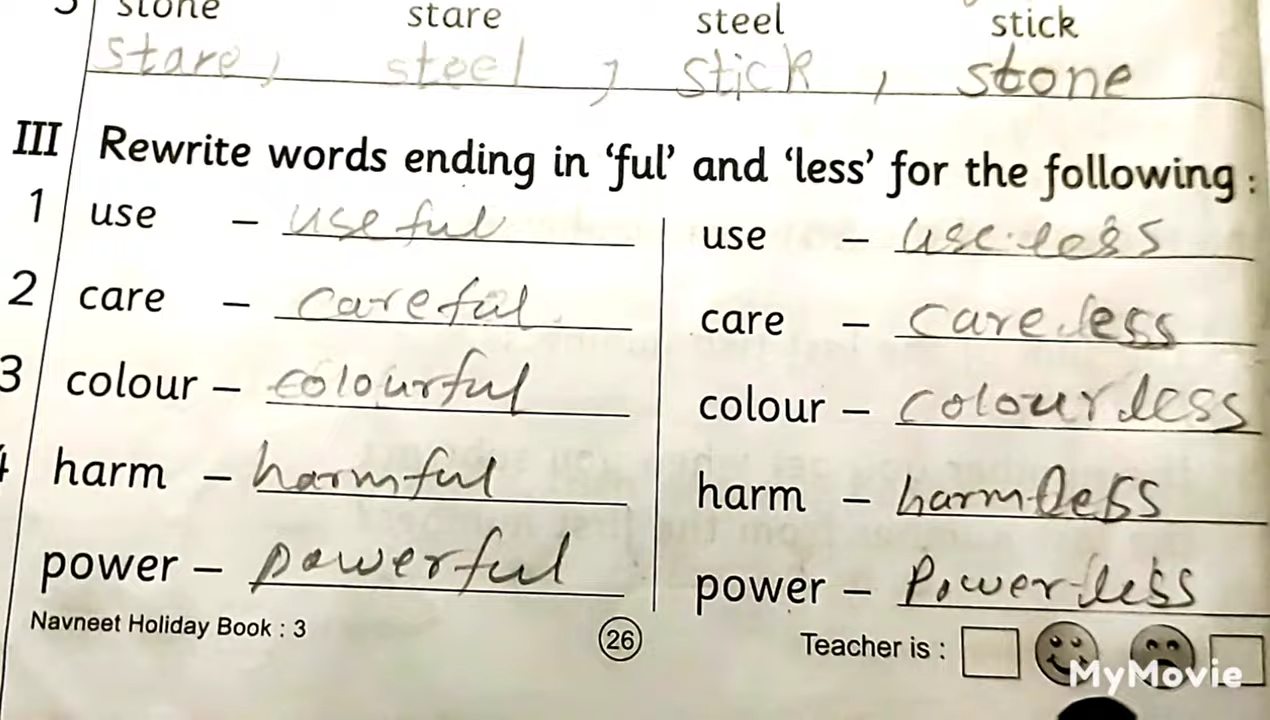 5 stone stare steel stick
stare, steel, stick, stone
III Rewrite words ending in 'ful' and 'less' for the following :
1 use – useful use – useless
2 care – careful care – careless
3 colour – colourful colour – colourless
4 harm – harmful harm – harmless
power – powerful power – Powerless
Navneet Holiday Book : 3 26 Teacher is :
MyMovie